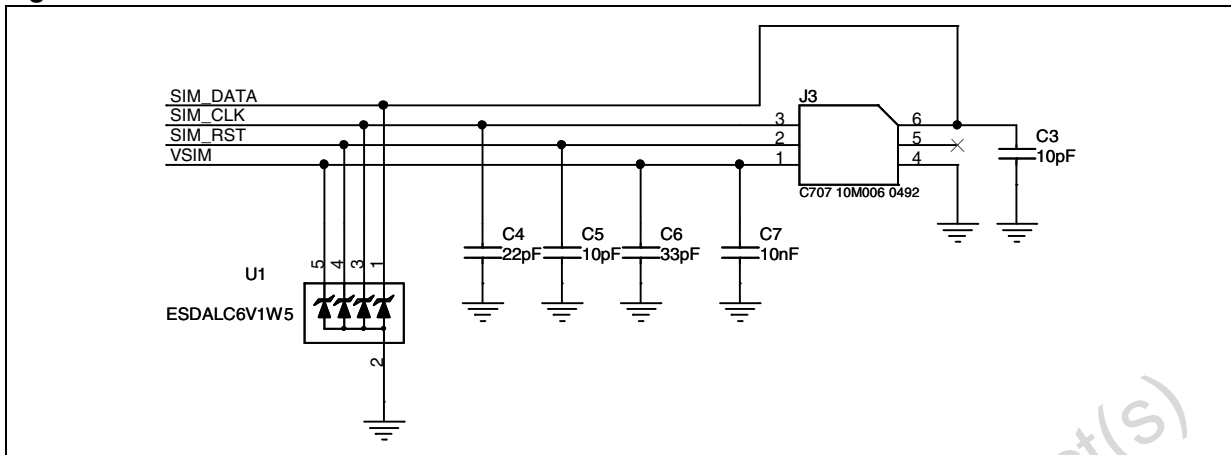 SIM_DATA
SIM_CLK
SIM_RST
VSIM
J3
3
2
1
6
5
4
C707 10M006 0492
C3
10pF
C4
22pF
C5
10pF
C6
33pF
C7
10nF
U1
ESDALC6V1W5
5
4
3
1
2